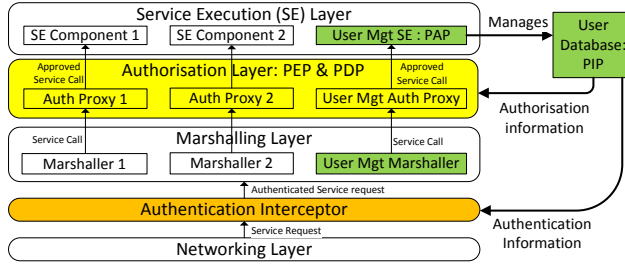 Service Execution (SE) Layer
SE Component 1
SE Component 2
User Mgt SE : PAP
Manages
User
Database:
PIP
Approved
Service Call
Approved
Service Call
Authorisation Layer: PEP & PDP
Auth Proxy 1
Auth Proxy 2
User Mgt Auth Proxy
Authorisation
information
Service Call
Service Call
Marshalling Layer
Marshaller 1
Marshaller 2
User Mgt Marshaller
Authenticated Service request
Authentication Interceptor
Authentication
Information
Service Request
Networking Layer